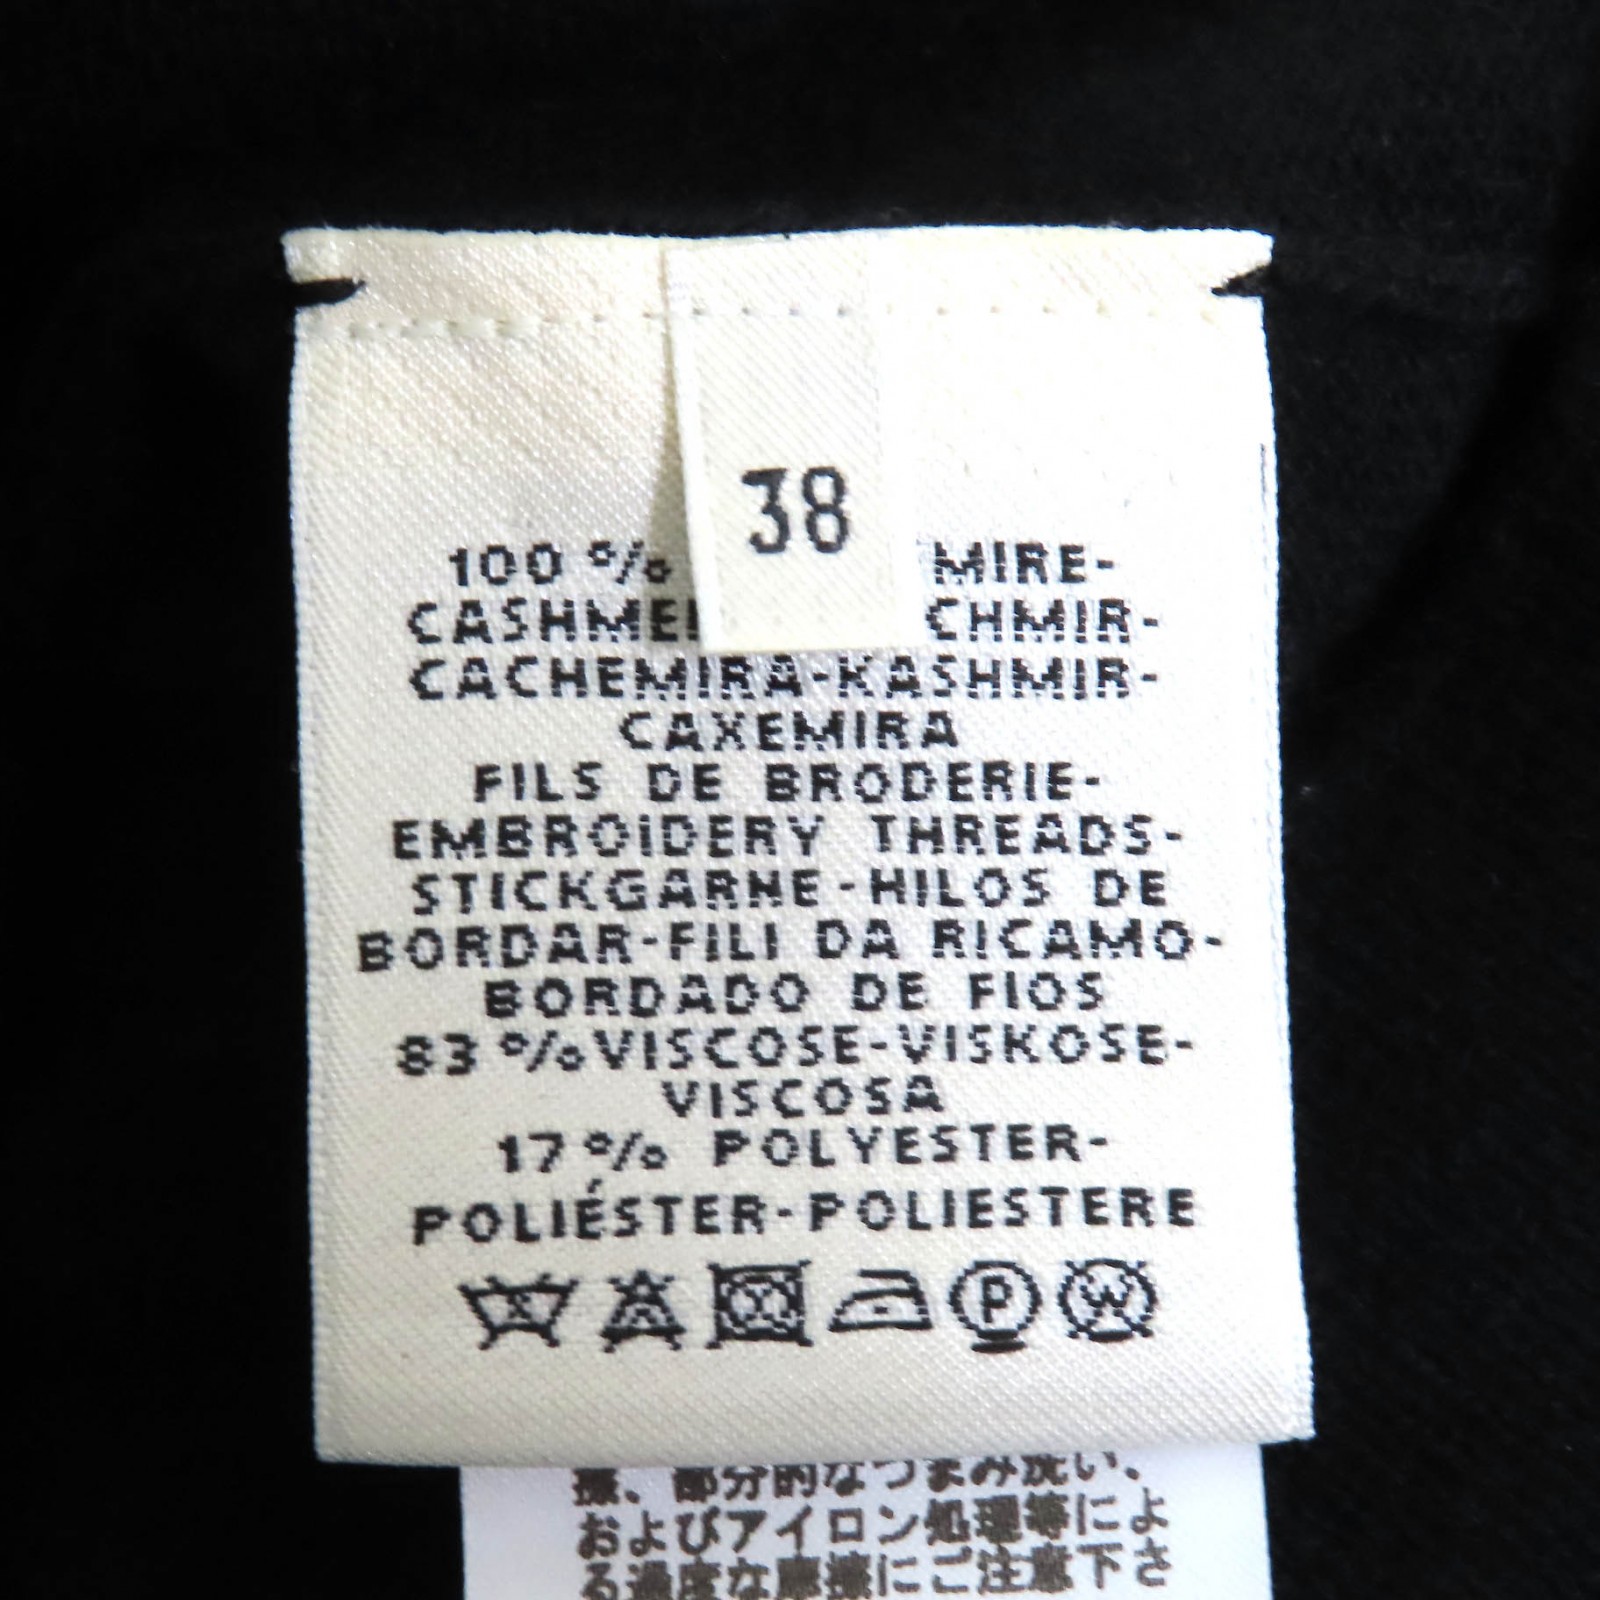 38
100 % MIRE-
CASHME CHMIR-
CACHEMIRA-KASHMIR-
CAXEMIRA
FILS DE BRODERIE-
EMBROIDERY THREADS-
STICKGARNE-HILOS DE
BORDAR-FILI DA RICAMO-
BORDADO DE FIOS
83 % VISCOSE-VISKOSE-
VISCOSA
17 % POLYESTER-
POLIÉSTER-POLIESTERE
P W
擦、部分的なつまみ洗い、
およびアイロン処理等によ
る過度な摩擦にご注意下さ